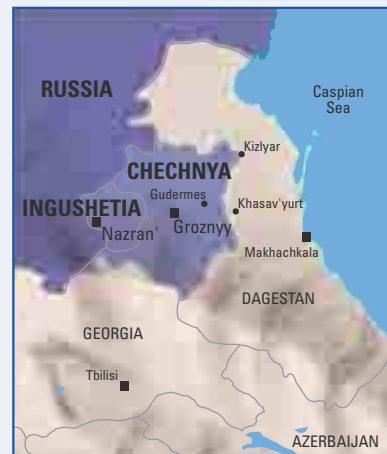 RUSSIA
Caspian
Sea
Kizlyar
CHECHNYA
Gudermes
Khasav'yurt
INGUSHETIA
Groznyy
Nazran'
Makhachkala
DAGESTAN
GEORGIA
Tbilisi
AZERBAIJAN